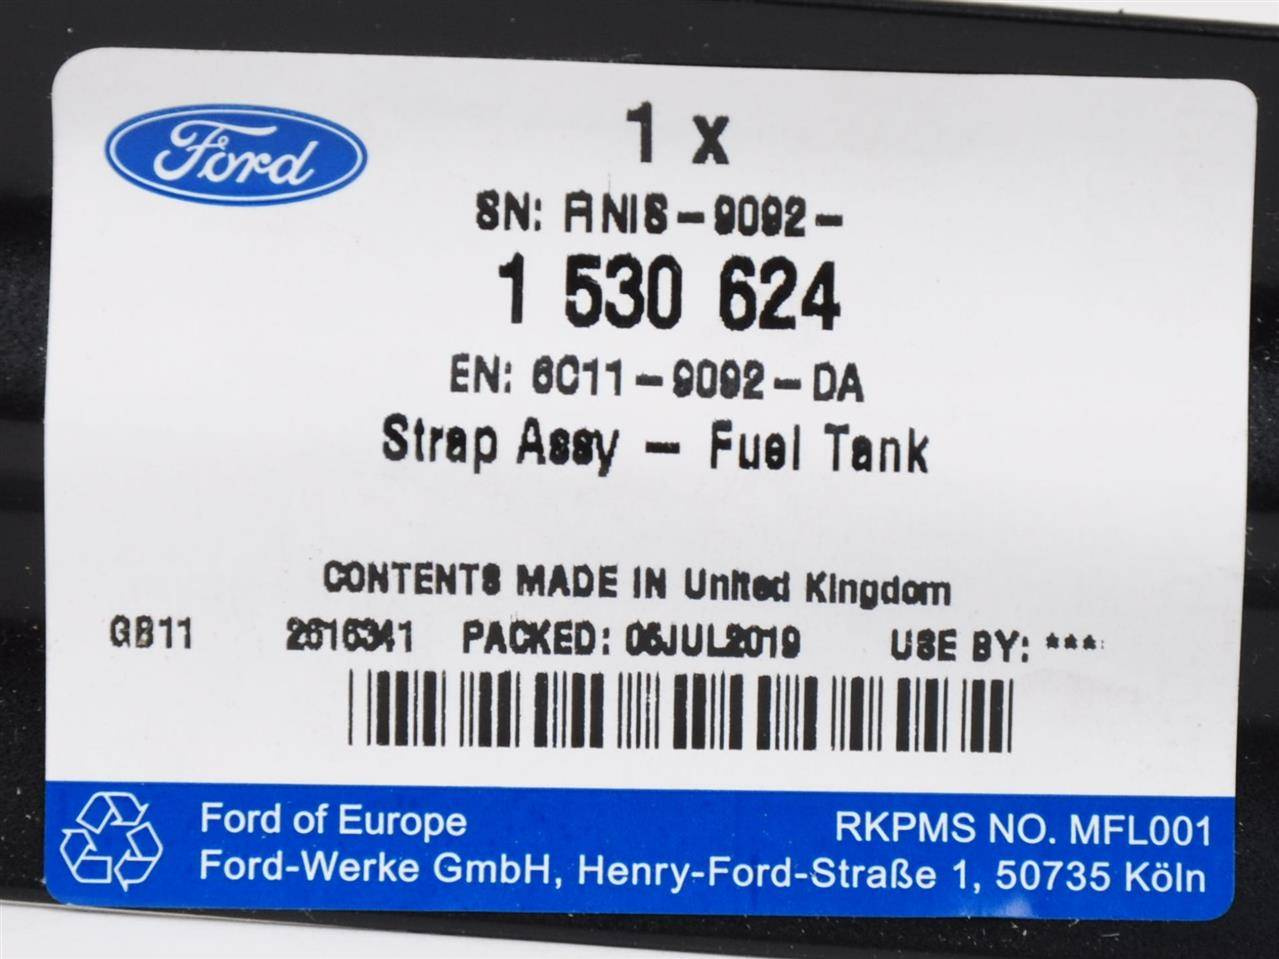 Ford
1 x
SN: ANIS-9092-
1 530 624
EN: 6C11-9092-DA
Strap Assy - Fuel Tank
CONTENTS MADE IN United Kingdom
GB11 2616341 PACKED: 05JUL2019 USE BY: ***
Ford of Europe RKPMS NO. MFL001
Ford-Werke GmbH, Henry-Ford-Straße 1, 50735 Köln